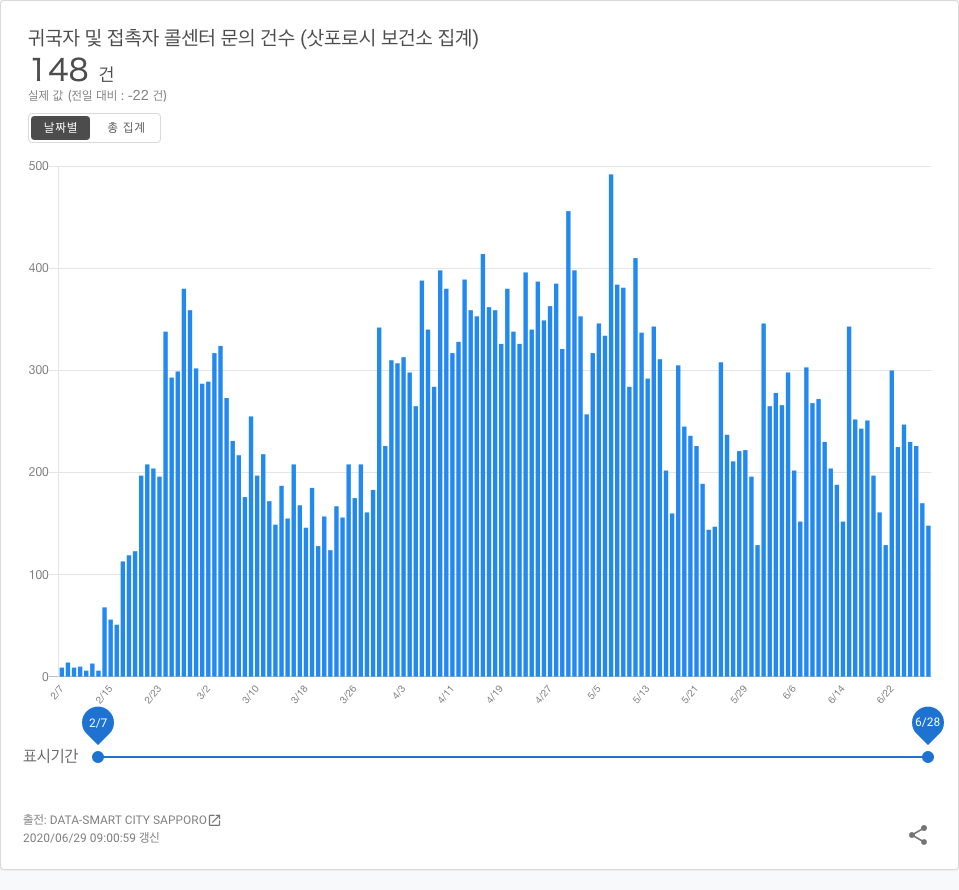 귀국자 및 접촉자 콜센터 문의 건수 (삿포로시 보건소 집계)
148 건
실제 값 (전일 대비 : -22 건)
날짜별 총 집계
500
400
300
200
100
0
2/7 2/15 2/23 3/2 3/10 3/18 3/26 4/3 4/11 4/19 4/27 5/5 5/13 5/21 5/29 6/6 6/14 6/22
2/7 6/28
표시기간
출전: DATA-SMART CITY SAPPORO
2020/06/29 09:00:59 갱신